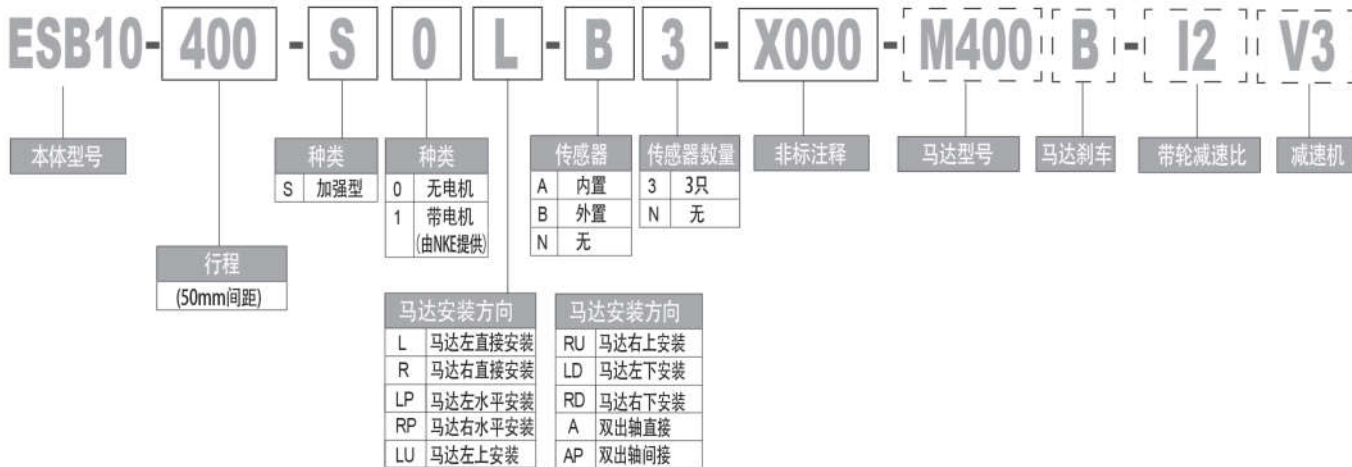 ESB10-400-S0L-B3-X000-M400B-I2V3
本体型号
行程
(50mm间距)
种类
S 加强型
种类
0 无电机
1 带电机
(由NKE提供)
马达安装方向
L 马达左直接安装
R 马达右直接安装
LP 马达左水平安装
RP 马达右水平安装
LU 马达左上安装
马达安装方向
RU 马达右上安装
LD 马达左下安装
RD 马达右下安装
A 双出轴直接
AP 双出轴间接
传感器
A 内置
B 外置
N 无
传感器数量
3 3只
N 无
非标注释
马达型号
马达刹车
带轮减速比
减速机